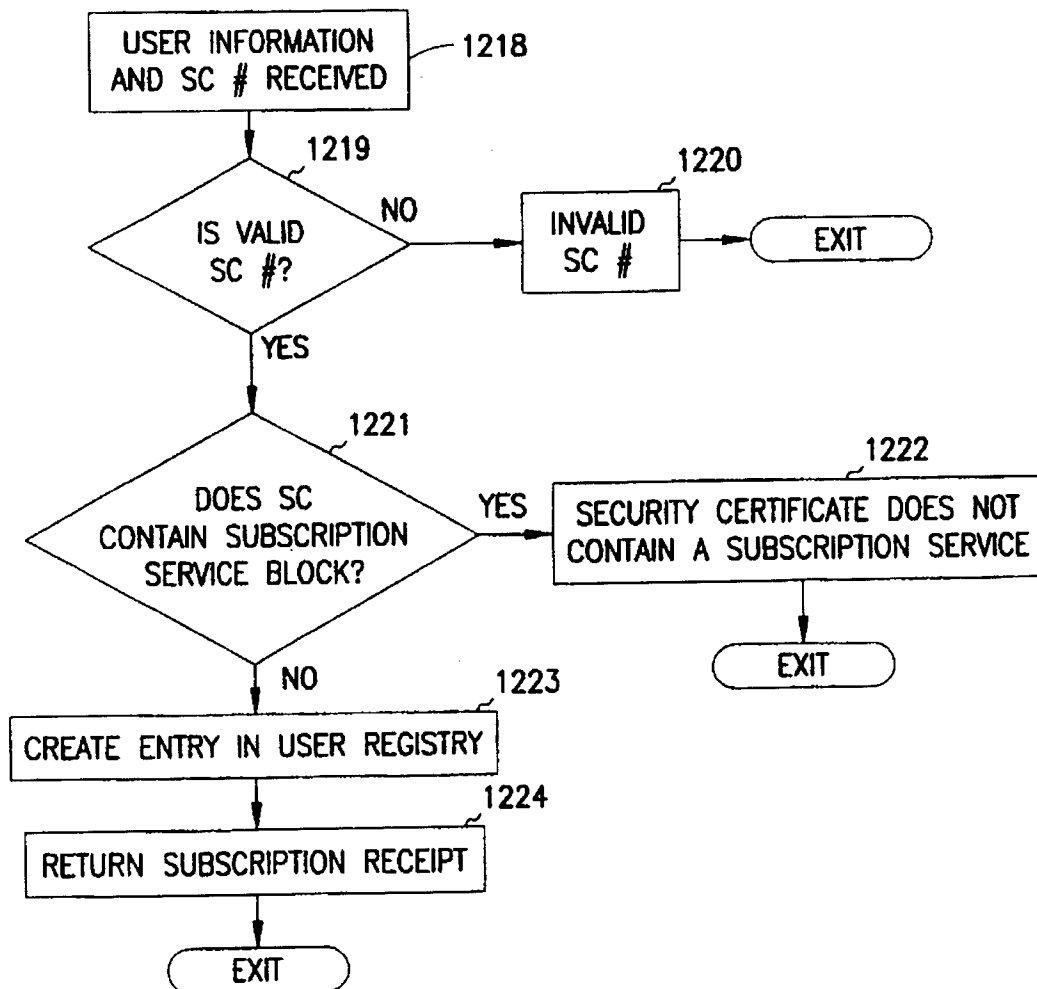 USER INFORMATION
AND SC # RECEIVED
1218
1219
IS VALID
SC #?
NO
1220
INVALID
SC #
EXIT
YES
1221
DOES SC
CONTAIN SUBSCRIPTION
SERVICE BLOCK?
YES
1222
SECURITY CERTIFICATE DOES NOT
CONTAIN A SUBSCRIPTION SERVICE
EXIT
NO
1223
CREATE ENTRY IN USER REGISTRY
1224
RETURN SUBSCRIPTION RECEIPT
EXIT